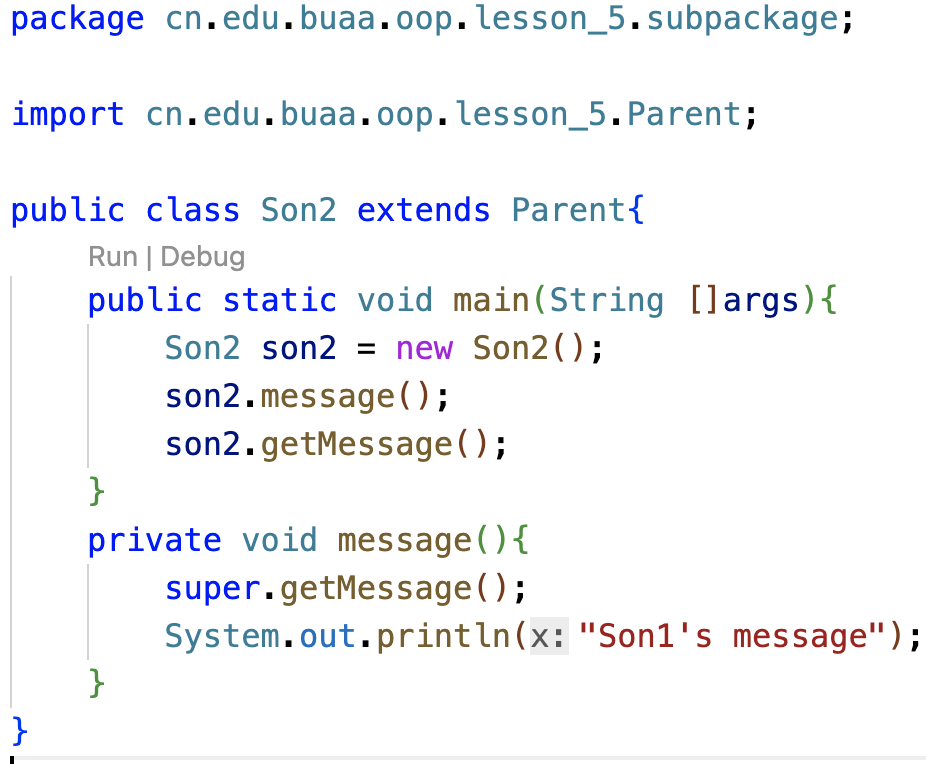 package cn.edu.buaa.oop.lesson_5.subpackage;
import cn.edu.buaa.oop.lesson_5.Parent;
public class Son2 extends Parent{
Run | Debug
public static void main(String []args){
Son2 son2 = new Son2();
son2.message();
son2.getMessage();
}
private void message(){
super.getMessage();
System.out.println(x:"Son1's message");
}
}